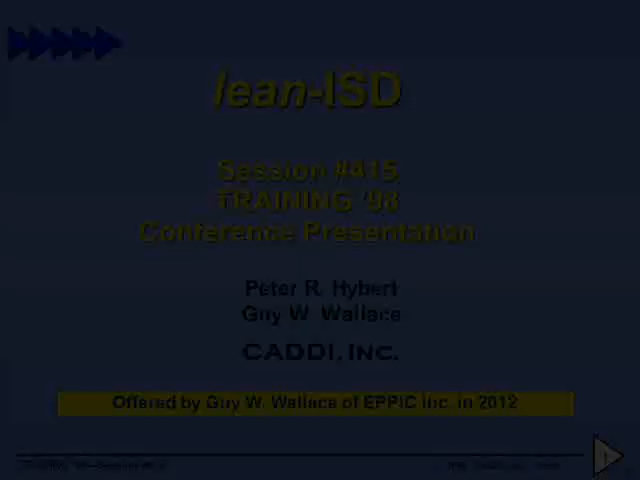 lean-ISD
Session #415
TRAINING '98
Conference Presentation
Peter R. Hybert
Guy W. Wallace
CADDI, INC.
Offered by Guy W. Wallace of EPPIC Inc. in 2012